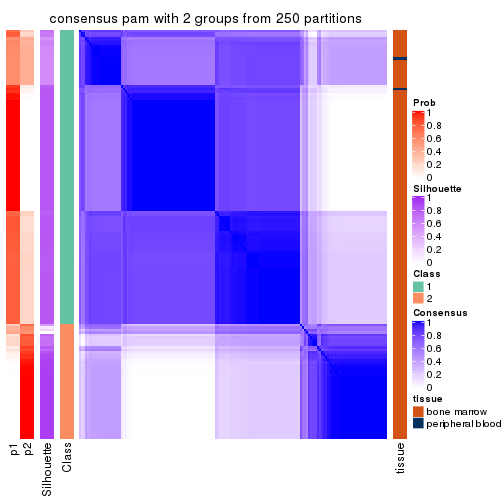 consensus pam with 2 groups from 250 partitions
Prob
1
0.8
0.6
0.4
0.2
0
Silhouette
1
0.8
0.6
0.4
0.2
0
Class
1
2
Consensus
1
0.8
0.6
0.4
0.2
0
tissue
bone marrow
peripheral blood
p1
p2
Silhouette
Class
tissue